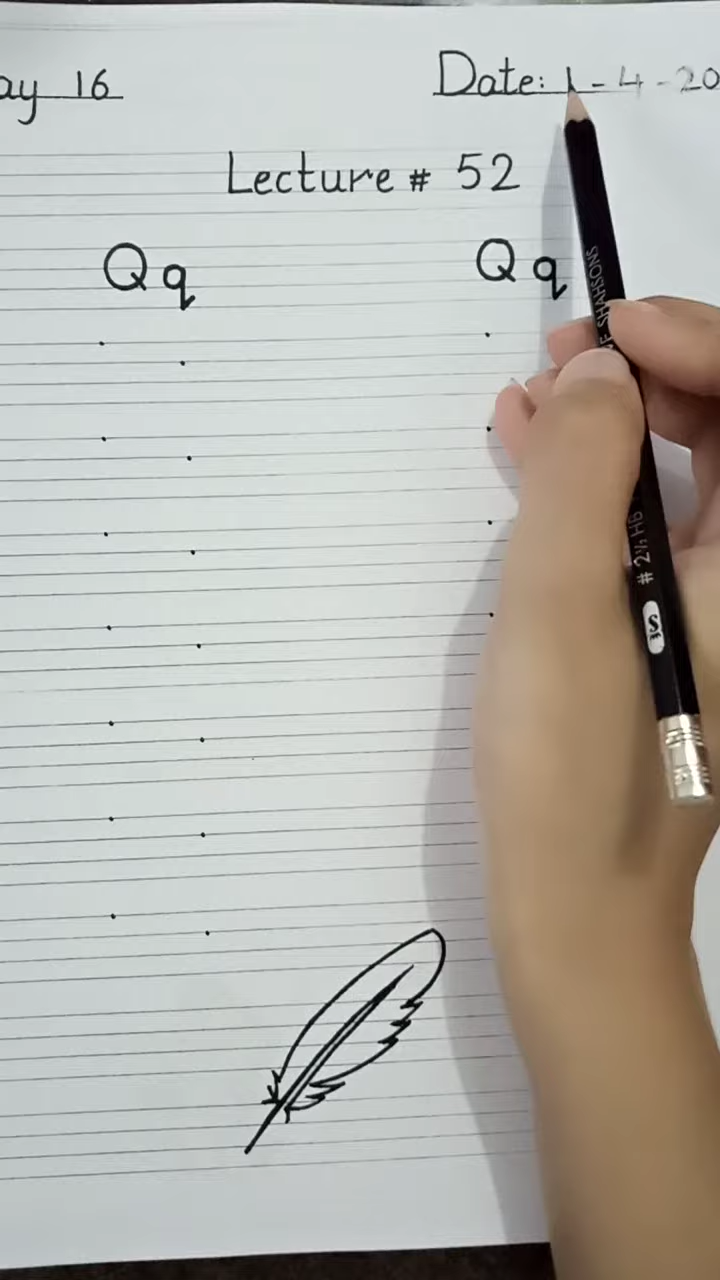 ay 16 Date: 1-4-20
Lecture # 52
Qq Qq
SHAHSONS
# 2½ HB